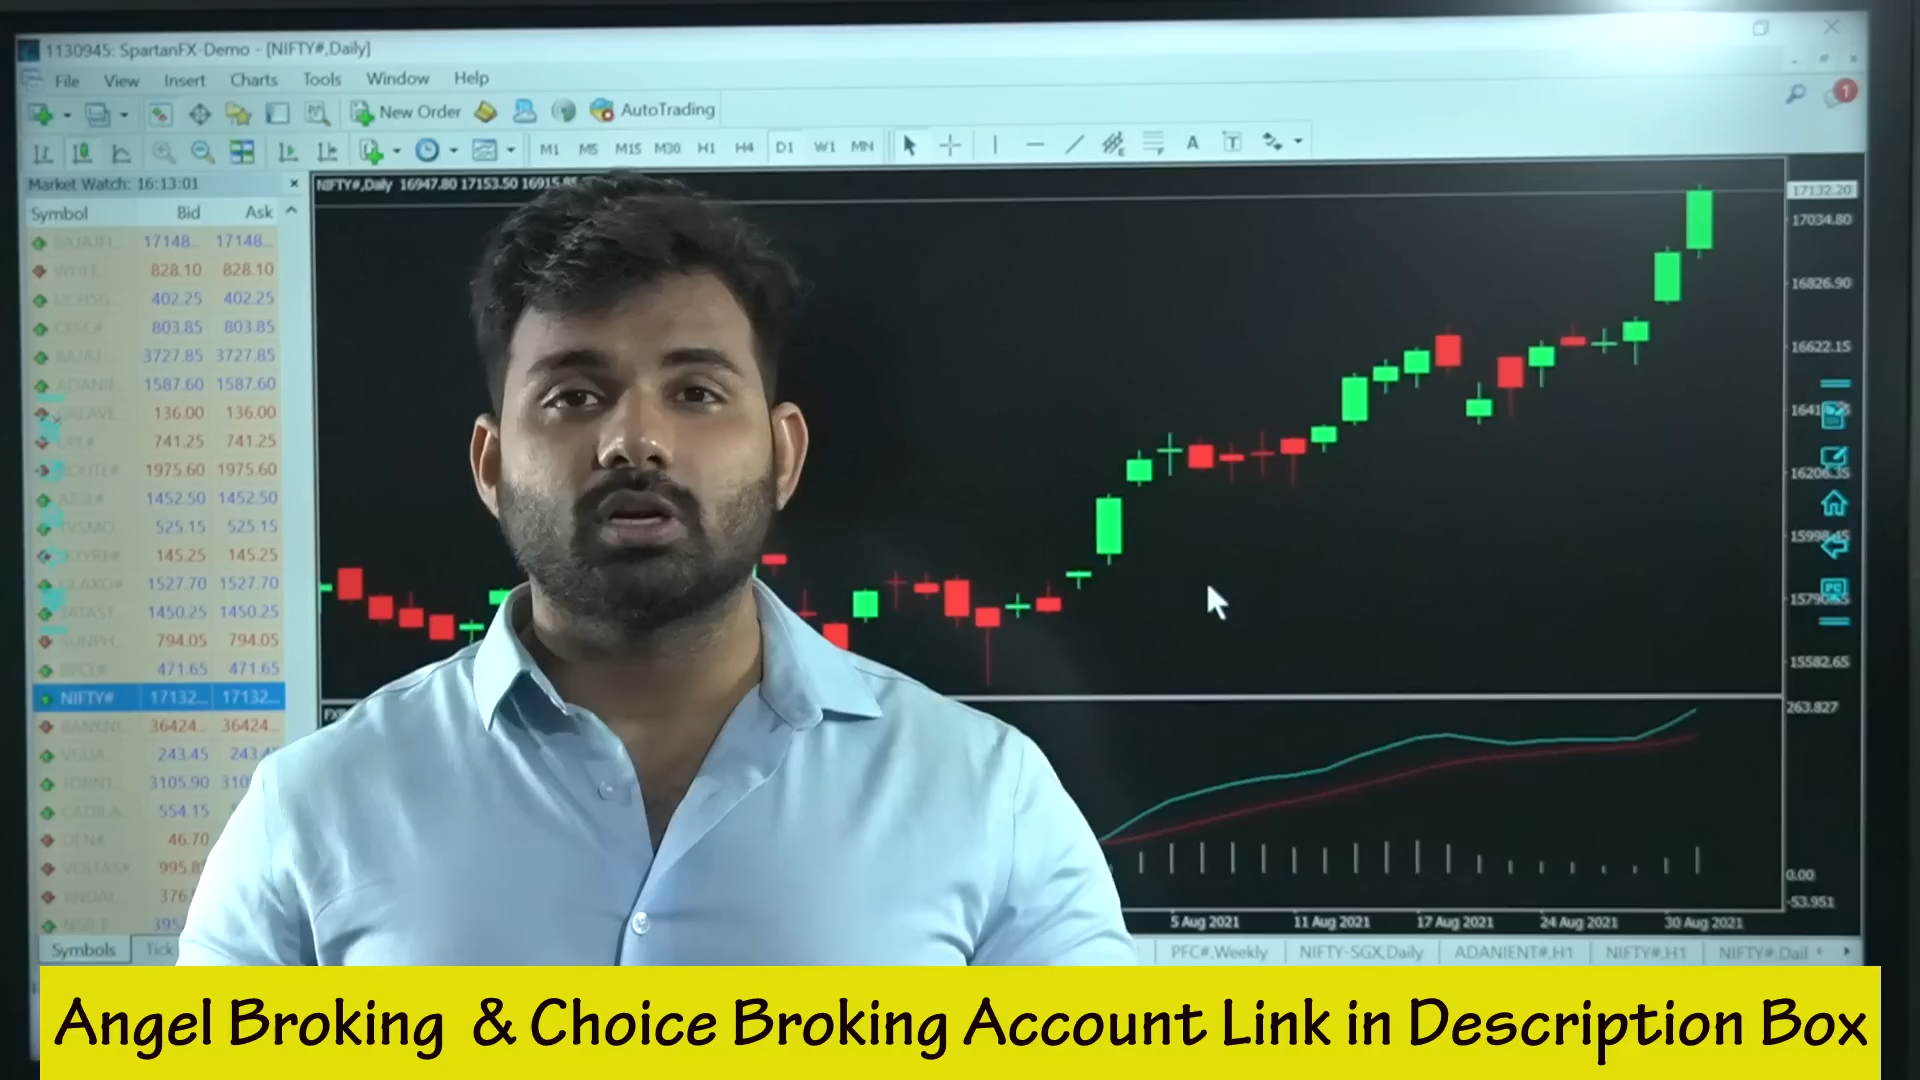 1130945: SpartanFX-Demo - [NIFTY#,Daily]
File View Insert Charts Tools Window Help
New Order AutoTrading
M1 M5 M15 M30 H1 H4 D1 W1 MN A T
Market Watch: 16:13:01
Symbol Bid Ask
17148... 17148...
828.10 828.10
402.25 402.25
803.85 803.85
3727.85 3727.85
1587.60 1587.60
136.00 136.00
741.25 741.25
1975.60 1975.60
1452.50 1452.50
525.15 525.15
145.25 145.25
1527.70 1527.70
1450.25 1450.25
794.05 794.05
471.65 471.65
NIFTY# 17132... 17132...
36424... 36424...
243.45
3105.90
554.15
46.70
Symbols Tick
NIFTY#,Daily 16947.80 17153.50
17132.20
17034.80
16826.90
16622.15
15582.65
263.827
0.00
-53.951
5 Aug 2021 11 Aug 2021 17 Aug 2021 24 Aug 2021 30 Aug 2021
PFC#,Weekly NIFTY-SGX,Daily ADANIENT#,H1 NIFTY#,H1 NIFTY#,Dail
1
PC
Angel Broking & Choice Broking Account Link in Description Box